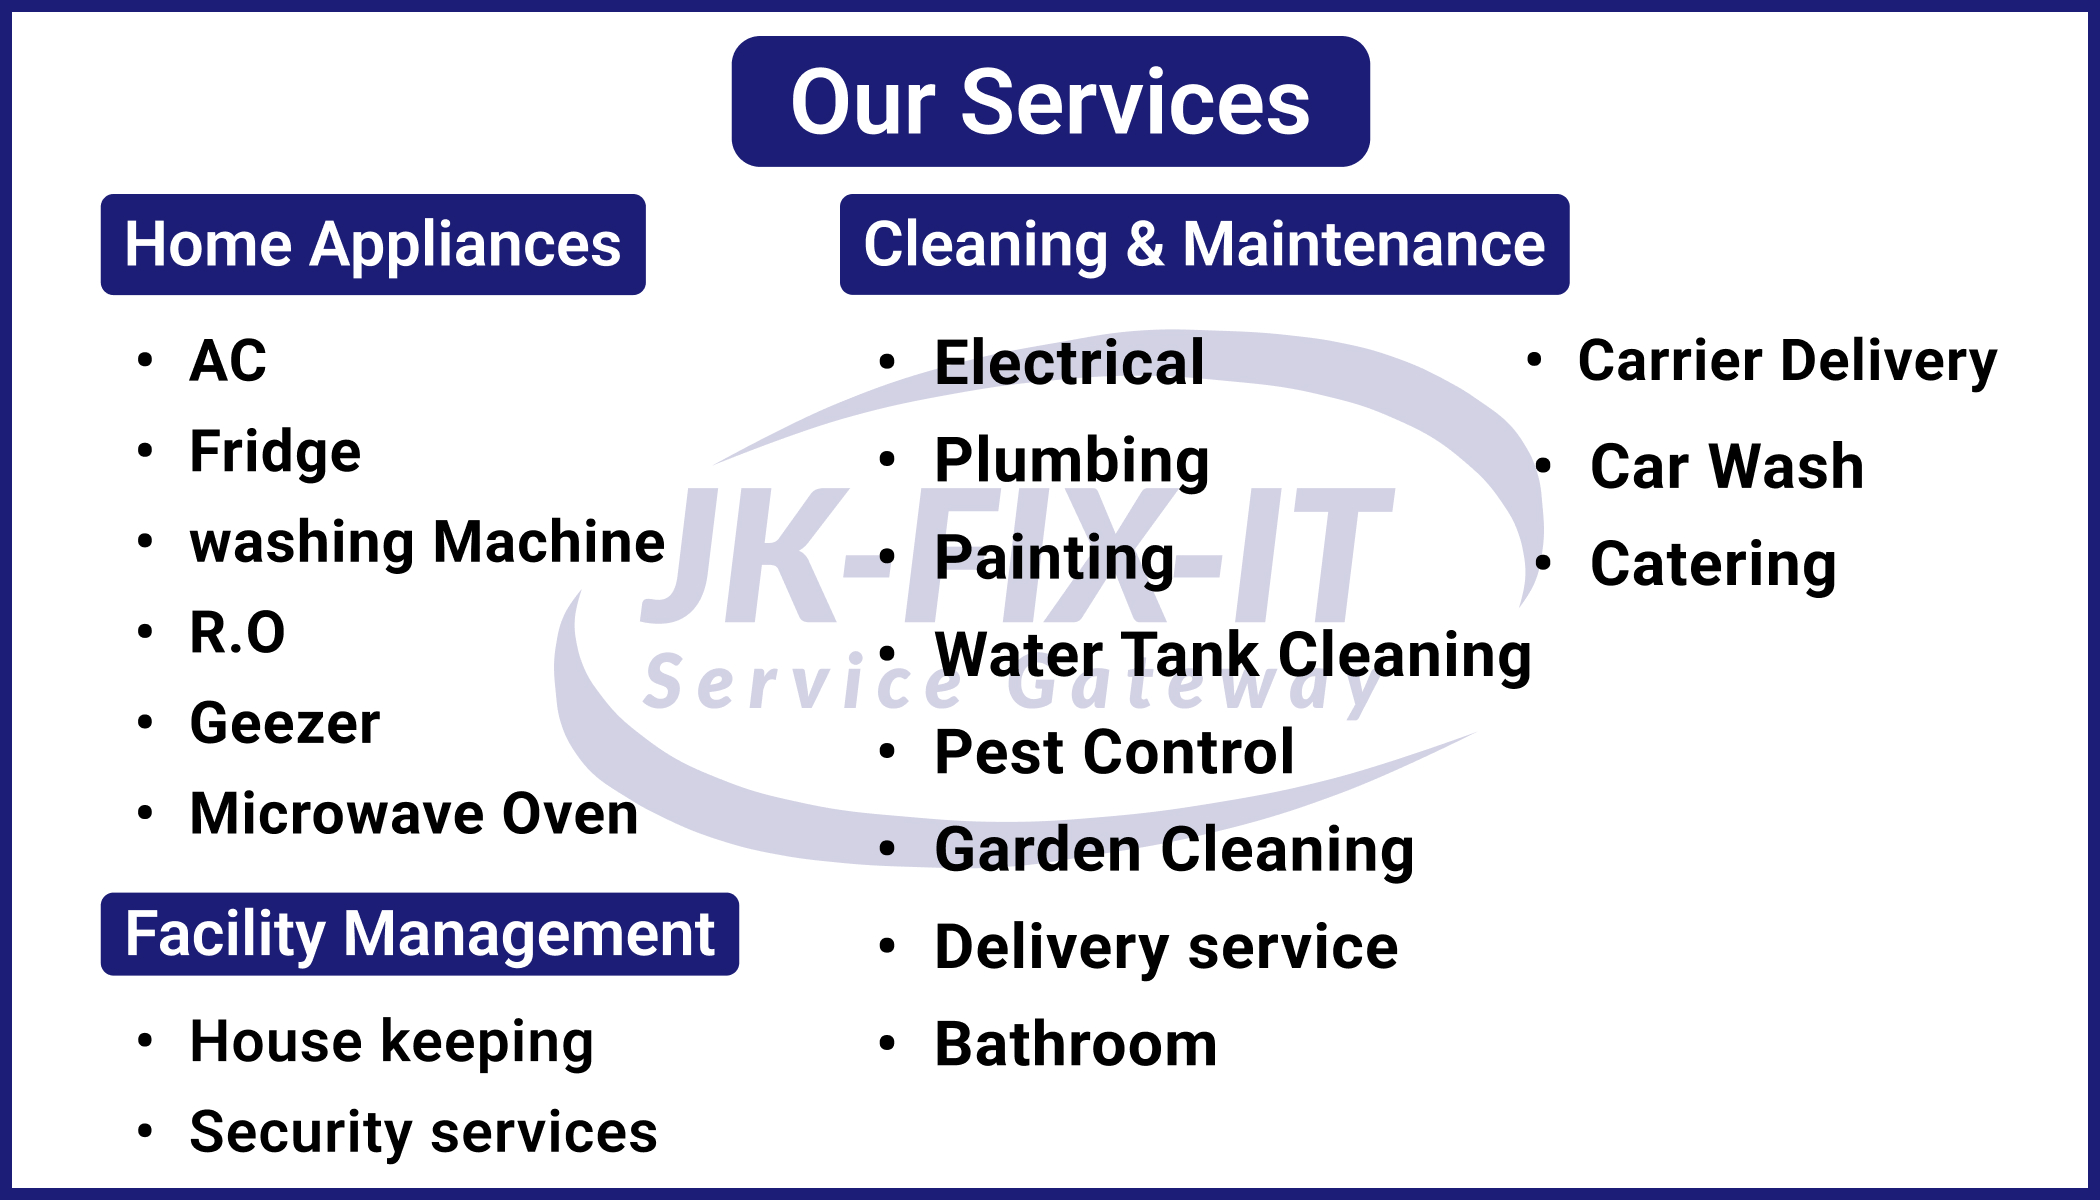 Our Services
Home Appliances
• AC
• Fridge
• washing Machine
• R.O
• Geezer
• Microwave Oven
Facility Management
• House keeping
• Security services
Cleaning & Maintenance
• Electrical
• Plumbing
• Painting
• Water Tank Cleaning
• Pest Control
• Garden Cleaning
• Delivery service
• Bathroom
• Carrier Delivery
• Car Wash
• Catering
JK-FIX-IT
Service Gateway